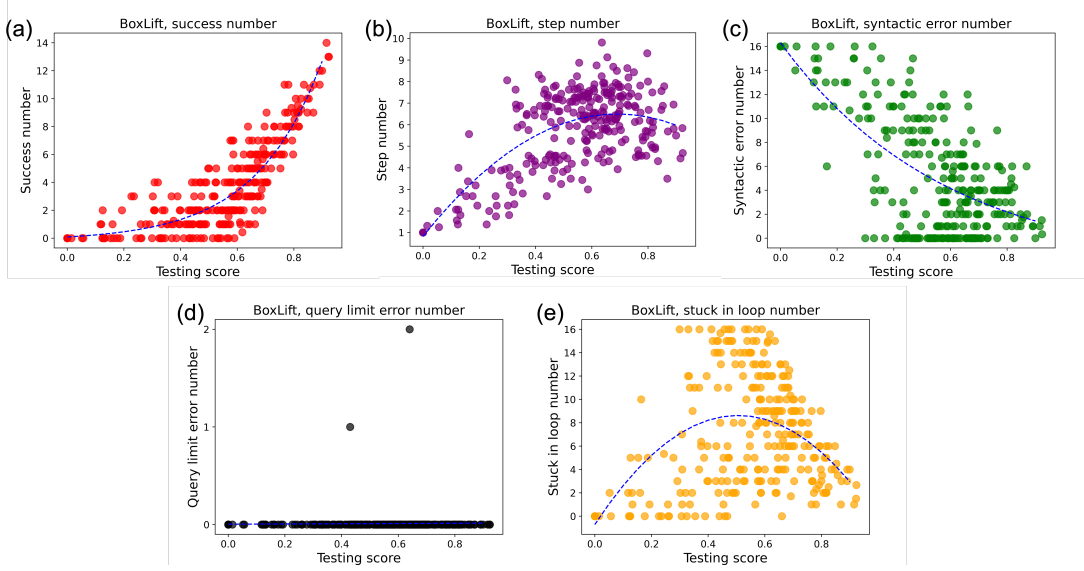 (a)
BoxLift, success number
Success number
14
12
10
8
6
4
2
0
0.0 0.2 0.4 0.6 0.8
Testing score
(b)
BoxLift, step number
Step number
10
9
8
7
6
5
4
3
2
1
0.0 0.2 0.4 0.6 0.8
Testing score
(c)
BoxLift, syntactic error number
Syntactic error number
16
14
12
10
8
6
4
2
0
0.0 0.2 0.4 0.6 0.8
Testing score
(d)
BoxLift, query limit error number
Query limit error number
2
1
0
0.0 0.2 0.4 0.6 0.8
Testing score
(e)
BoxLift, stuck in loop number
Stuck in loop number
16
14
12
10
8
6
4
2
0
0.0 0.2 0.4 0.6 0.8
Testing score